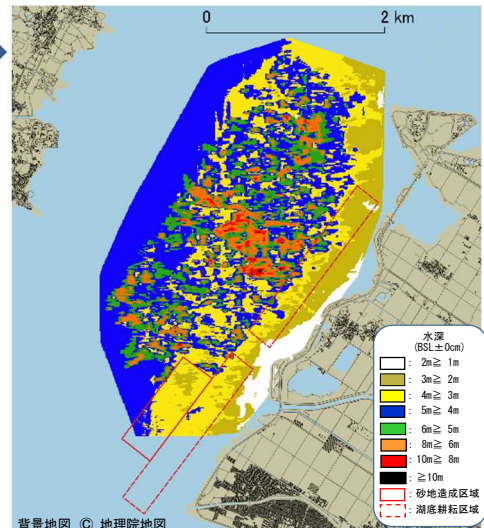 0
2 km
水深
(BSL±0cm)
: 2m≧ 1m
: 3m≧ 2m
: 4m≧ 3m
: 5m≧ 4m
: 6m≧ 5m
: 8m≧ 6m
: 10m≧ 8m
: ≧10m
: 砂地造成区域
: 湖底耕耘区域
背景地図 © 地理院地図